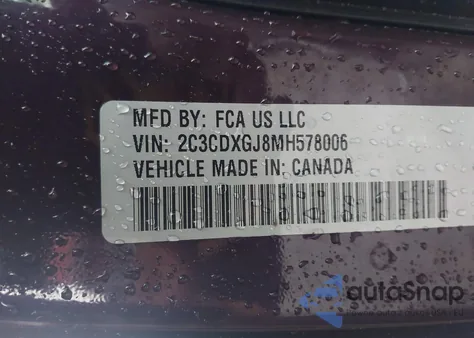 MFD BY: FCA US LLC
VIN: 2C3CDXGJ8MH578006
VEHICLE MADE IN: CANADA
autoSnap